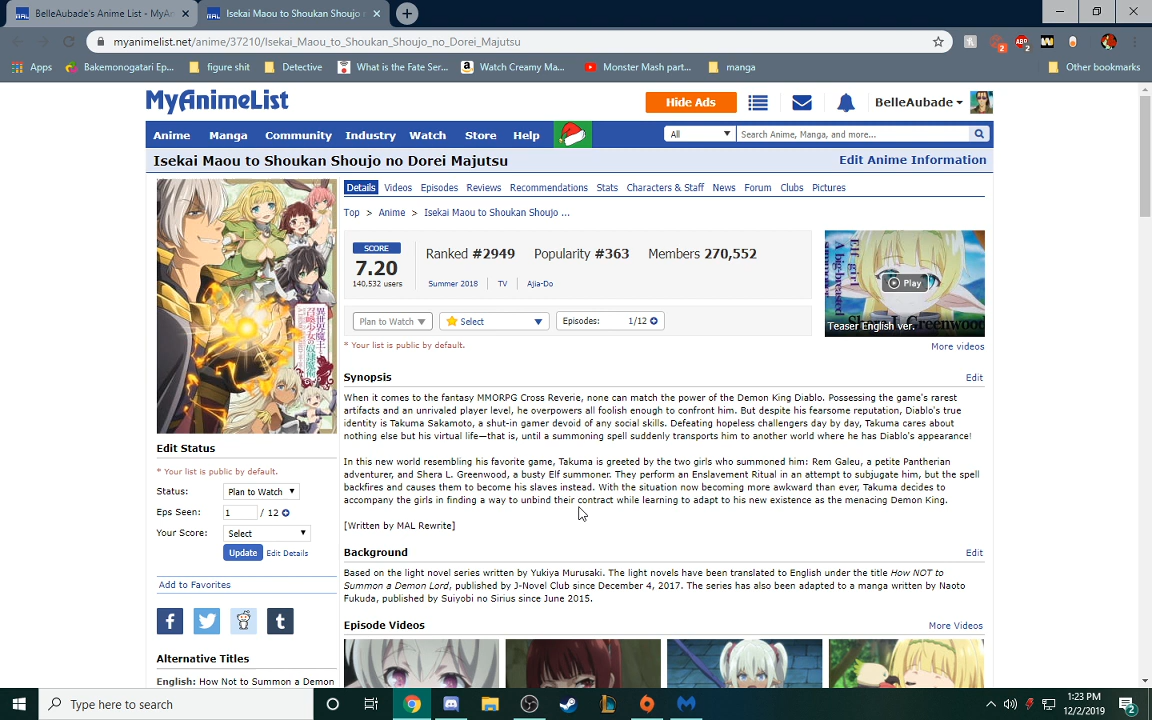 BelleAubade's Anime List - MyAn
Isekai Maou to Shoukan Shoujo n
myanimelist.net/anime/37210/Isekai_Maou_to_Shoukan_Shoujo_no_Dorei_Majutsu
2
ABP
2
Apps
Bakemonogatari Ep...
figure shit
Detective
What is the Fate Ser...
Watch Creamy Ma...
Monster Mash part...
manga
Other bookmarks
MyAnimeList
Hide Ads
BelleAubade
Anime Manga Community Industry Watch Store Help
All
Search Anime, Manga, and more...
Isekai Maou to Shoukan Shoujo no Dorei Majutsu
Edit Anime Information
Details Videos Episodes Reviews Recommendations Stats Characters & Staff News Forum Clubs Pictures
Top > Anime > Isekai Maou to Shoukan Shoujo ...
SCORE
7.20
140,532 users
Ranked #2949 Popularity #363 Members 270,552
Summer 2018 TV Ajia-Do
Plan to Watch
Select
Episodes: 1/12
* Your list is public by default.
Play
Teaser English ver.
More videos
Synopsis
Edit
When it comes to the fantasy MMORPG Cross Reverie, none can match the power of the Demon King Diablo. Possessing the game's rarest
artifacts and an unrivaled player level, he overpowers all foolish enough to confront him. But despite his fearsome reputation, Diablo's true
identity is Takuma Sakamoto, a shut-in gamer devoid of any social skills. Defeating hopeless challengers day by day, Takuma cares about
nothing else but his virtual life—that is, until a summoning spell suddenly transports him to another world where he has Diablo's appearance!
In this new world resembling his favorite game, Takuma is greeted by the two girls who summoned him: Rem Galeu, a petite Pantherian
adventurer, and Shera L. Greenwood, a busty Elf summoner. They perform an Enslavement Ritual in an attempt to subjugate him, but the spell
backfires and causes them to become his slaves instead. With the situation now becoming more awkward than ever, Takuma decides to
accompany the girls in finding a way to unbind their contract while learning to adapt to his new existence as the menacing Demon King.
[Written by MAL Rewrite]
Background
Edit
Based on the light novel series written by Yukiya Murusaki. The light novels have been translated to English under the title How NOT to
Summon a Demon Lord, published by J-Novel Club since December 4, 2017. The series has also been adapted to a manga written by Naoto
Fukuda, published by Suiyobi no Sirius since June 2015.
Episode Videos
More Videos
異世界魔王と
召喚少女の
奴隷魔術
Edit Status
* Your list is public by default.
Status: Plan to Watch
Eps Seen: 1 / 12
Your Score: Select
Update Edit Details
Add to Favorites
Alternative Titles
English: How Not to Summon a Demon
Type here to search
1:23 PM
12/2/2019
2